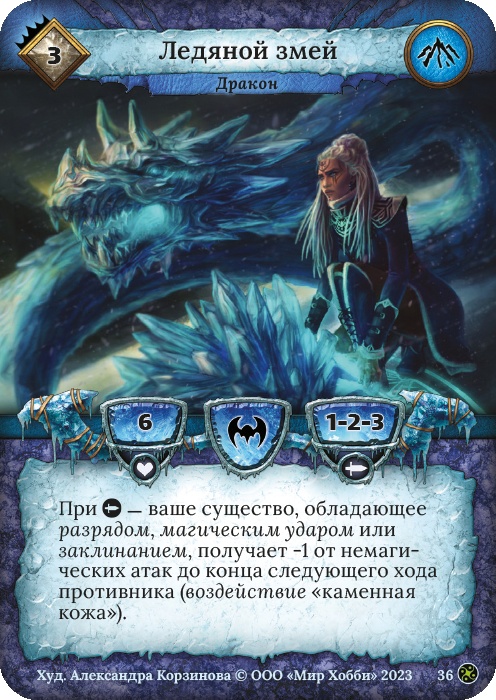 3
Ледяной змей
Дракон
6
1-2-3
При — ваше существо, обладающее
разрядом, магическим ударом или
заклинанием, получает -1 от немаги-
ческих атак до конца следующего хода
противника (воздействие «каменная
кожа»).
Худ. Александра Корзинова © ООО «Мир Хобби» 2023 36